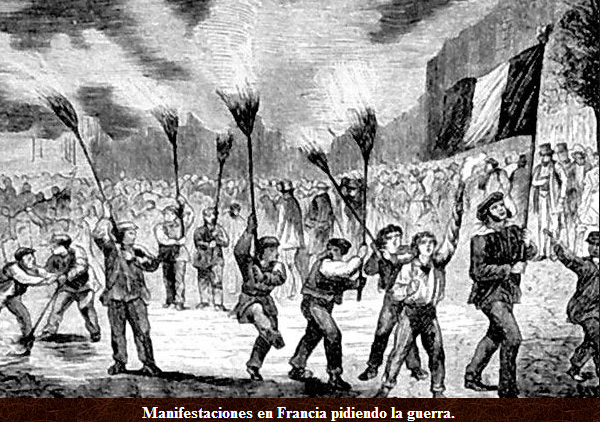 Manifestaciones en Francia pidiendo la guerra.